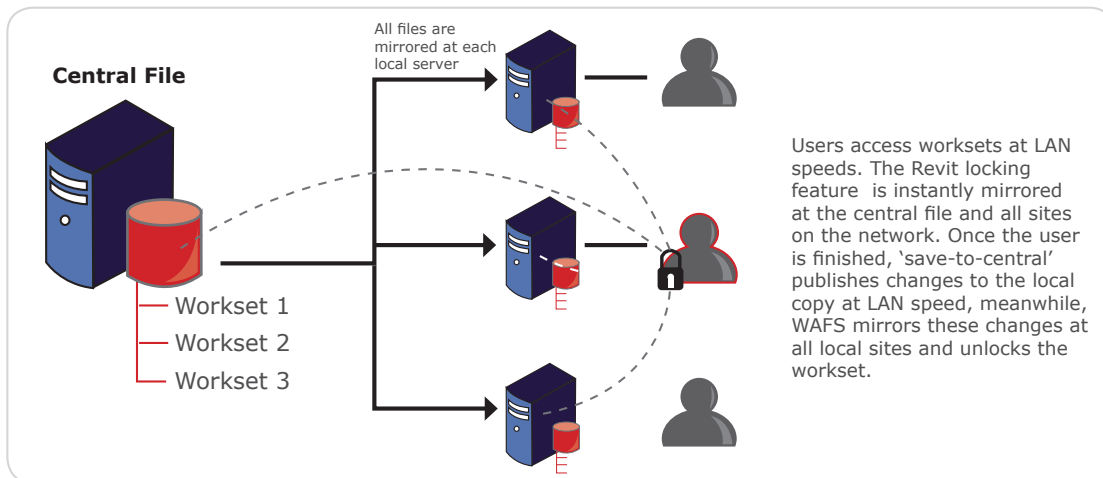 All files are
mirrored at each
local server
Central File
Workset 1
Workset 2
Workset 3
Users access worksets at LAN
speeds. The Revit locking
feature  is instantly mirrored
at the central file and all sites
on the network. Once the user
is finished, ‘save-to-central’
publishes changes to the local
copy at LAN speed, meanwhile,
WAFS mirrors these changes at
all local sites and unlocks the
workset.